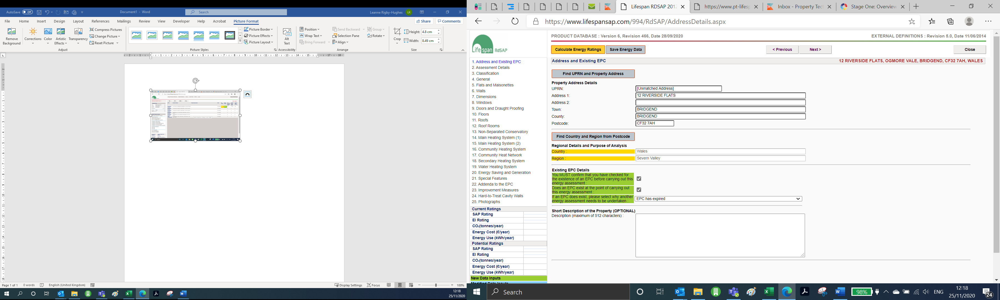 AutoSave Off
Document1 - Word
Search
Leanne Rigby-Hughes LR
File Home Insert Design Layout References Mailings Review View Developer Help Acrobat Picture Format
Share Comments
Remove Background
Corrections
Color
Artistic Effects
Transparency
Compress Pictures
Change Picture
Reset Picture
Adjust
Picture Styles
Picture Border
Picture Effects
Picture Layout
Alt Text
Accessibility
Position
Wrap Text
Bring Forward
Send Backward
Selection Pane
Align
Group
Rotate
Arrange
Crop
Height: 4.8 cm
Width: 8.49 cm
Size
Page 1 of 1 0 words English (United Kingdom)
Display Settings Focus 100%
12:18
25/11/2020
Lifespan RDSAP 2012
https://www.pt-lifesp
Inbox - Property Tect
Stage One: Overview
https://www.lifespansap.com/994/RdSAP/AddressDetails.aspx
Life span RdSAP
PRODUCT DATABASE : Version 6, Revision 466, Date 28/09/2020
EXTERNAL DEFINITIONS : Revision 5.0, Date 11/06/2014
Calculate Energy Ratings Save Energy Data < Previous Next > Close
Address and Existing EPC
12 RIVERSIDE FLATS, OGMORE VALE, BRIDGEND, CF32 7AH, WALES
1. Address and Existing EPC
2. Assessment Details
3. Classification
4. General
5. Flats and Maisonettes
6. Walls
7. Dimensions
8. Windows
9. Doors and Draught Proofing
10. Floors
11. Roofs
12. Roof Rooms
13. Non-Separated Conservatory
14. Main Heating System (1)
15. Main Heating System (2)
16. Community Heating System
17. Community Heat Network
18. Secondary Heating System
19. Water Heating System
20. Energy Saving and Generation
21. Special Features
22. Addenda to the EPC
23. Improvement Measures
24. Hard-to-Treat Cavity Walls
25. Photographs
Current Ratings
SAP Rating
EI Rating
CO₂(tonnes/year)
Energy Cost (£/year)
Energy Use (kWh/year)
Potential Ratings
SAP Rating
EI Rating
CO₂(tonnes/year)
Energy Cost (£/year)
Energy Use (kWh/year)
New Data Inputs
Find UPRN and Property Address
Property Address Details
UPRN: [Unmatched Address]
Address 1: 12 RIVERSIDE FLATS
Address 2:
Town: BRIDGEND
County: BRIDGEND
Postcode: CF32 7AH
Find Country and Region from Postcode
Regional Details and Purpose of Analysis
Country : Wales
Region : Severn Valley
Existing EPC Details
You MUST confirm that you have checked for
the existence of an EPC before carrying out this
energy assessment :
Does an EPC exist at the point of carrying out
this energy assessment :
If an EPC does exist, please select why another
energy assessment needs to be undertaken :
EPC has expired
Short Description of the Property (OPTIONAL)
Description (maximum of 512 characters) :
Search
98%
ENG
12:18
25/11/2020
24